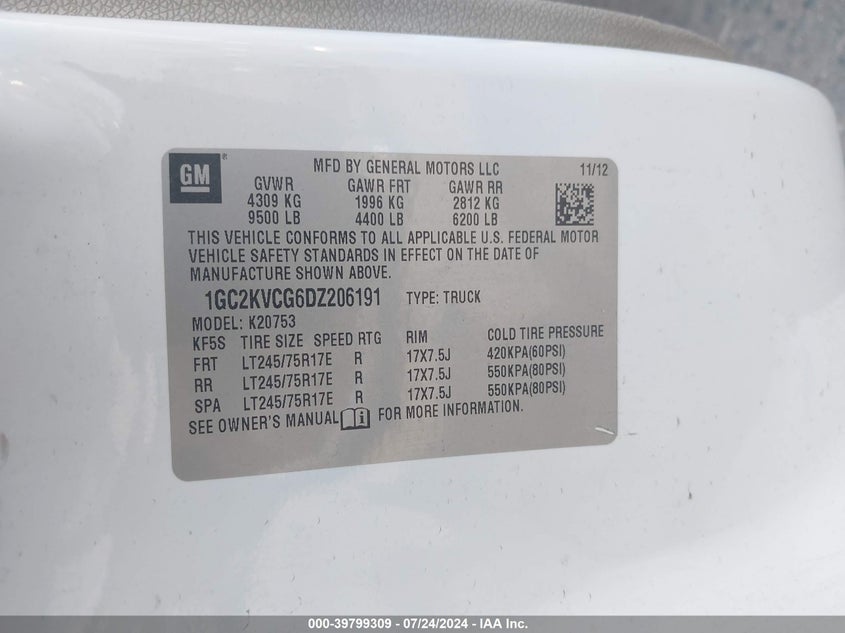 GM
®
MFD BY GENERAL MOTORS LLC 11/12
GVWR GAWR FRT GAWR RR
4309 KG 1996 KG 2812 KG
9500 LB 4400 LB 6200 LB
THIS VEHICLE CONFORMS TO ALL APPLICABLE U.S. FEDERAL MOTOR
VEHICLE SAFETY STANDARDS IN EFFECT ON THE DATE OF
MANUFACTURE SHOWN ABOVE.
1GC2KVCG6DZ206191 TYPE: TRUCK
MODEL: K20753
KF5S TIRE SIZE SPEED RTG RIM COLD TIRE PRESSURE
FRT LT245/75R17E R 17X7.5J 420KPA(60PSI)
RR LT245/75R17E R 17X7.5J 550KPA(80PSI)
SPA LT245/75R17E R 17X7.5J 550KPA(80PSI)
SEE OWNER'S MANUAL i FOR MORE INFORMATION.
000-39799309 - 07/24/2024 - IAA Inc.